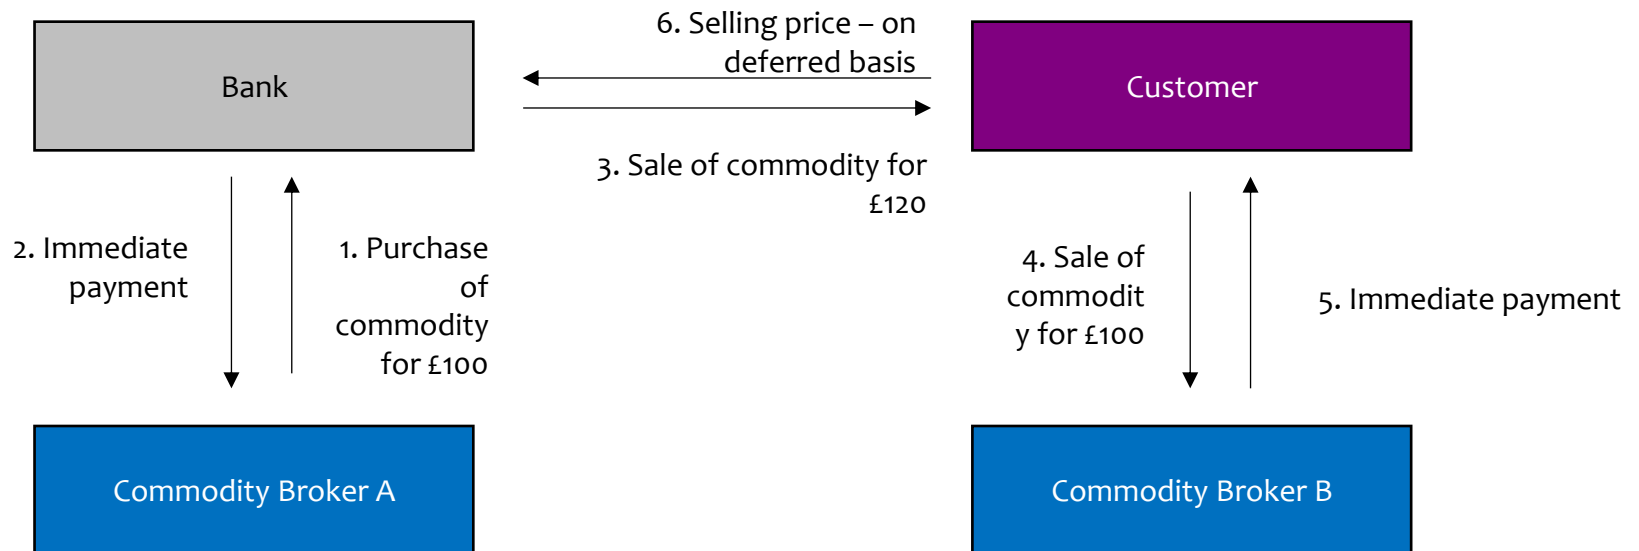 6. Selling price – on
deferred basis
Bank
Customer
3. Sale of commodity for
£120
2. Immediate
payment
1. Purchase
of
commodity
for £100
4. Sale of
commodit
y for £100
5. Immediate payment
Commodity Broker A
Commodity Broker B